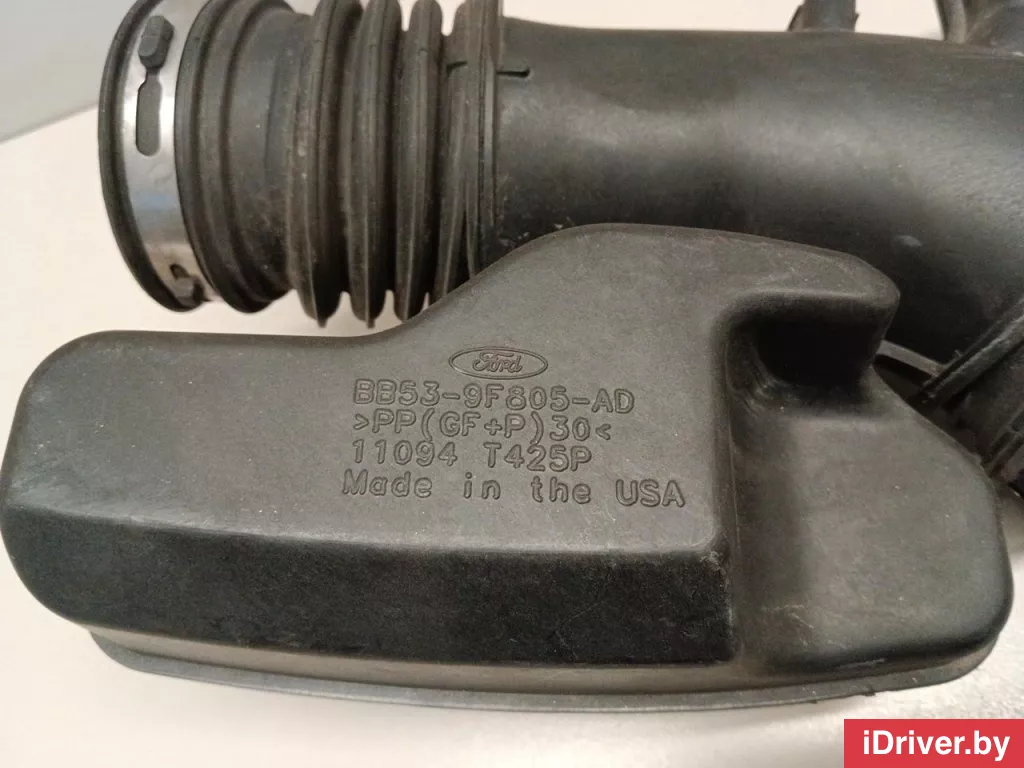 Ford
BB53-9F805-AD
>PP(GF+P)30<
11094 T425P
Made in the USA
iDriver.by